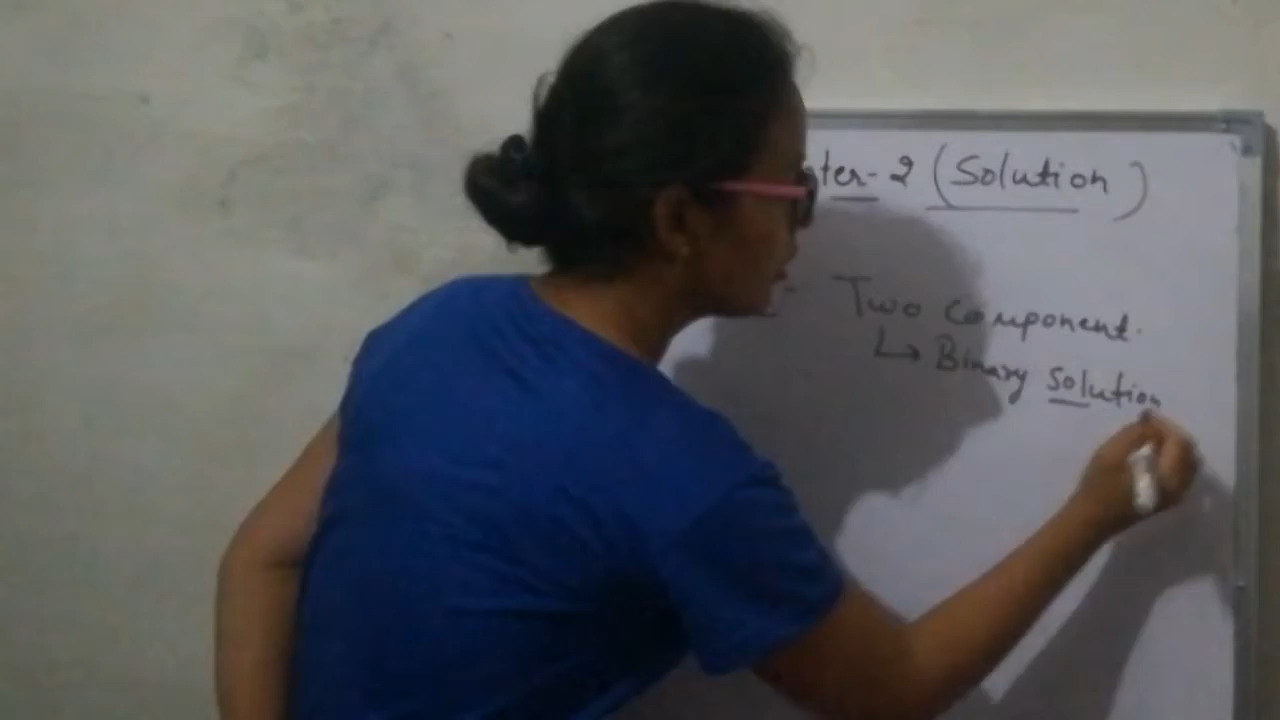 ter-2 (Solution)
Two component.
↳ Binary solution